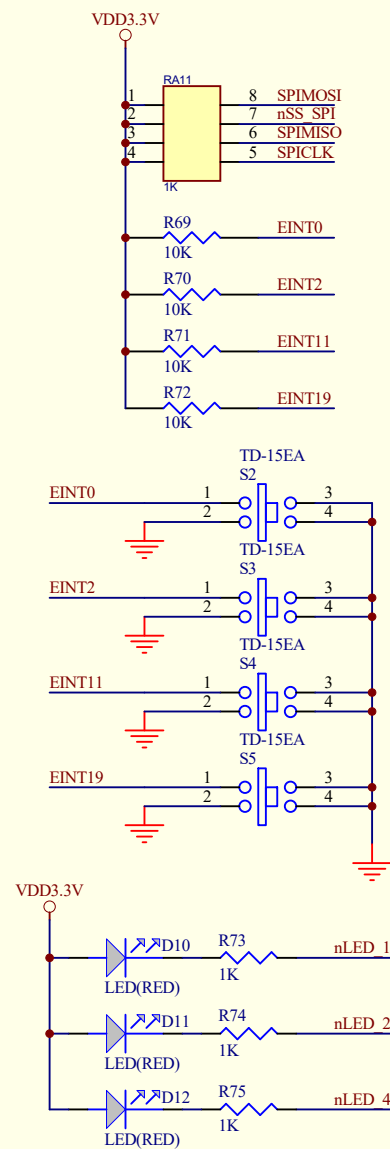 VDD3.3V
RA11
1 8 SPIMOSI
2 7 nSS_SPI
3 6 SPIMISO
4 5 SPICLK
1K
R69 EINT0
10K
R70 EINT2
10K
R71 EINT11
10K
R72 EINT19
10K
TD-15EA
S2
EINT0 1 3
2 4
TD-15EA
S3
EINT2 1 3
2 4
TD-15EA
S4
EINT11 1 3
2 4
TD-15EA
S5
EINT19 1 3
2 4
VDD3.3V
D10 R73 nLED_1
LED(RED) 1K
D11 R74 nLED_2
LED(RED) 1K
D12 R75 nLED_4
LED(RED) 1K